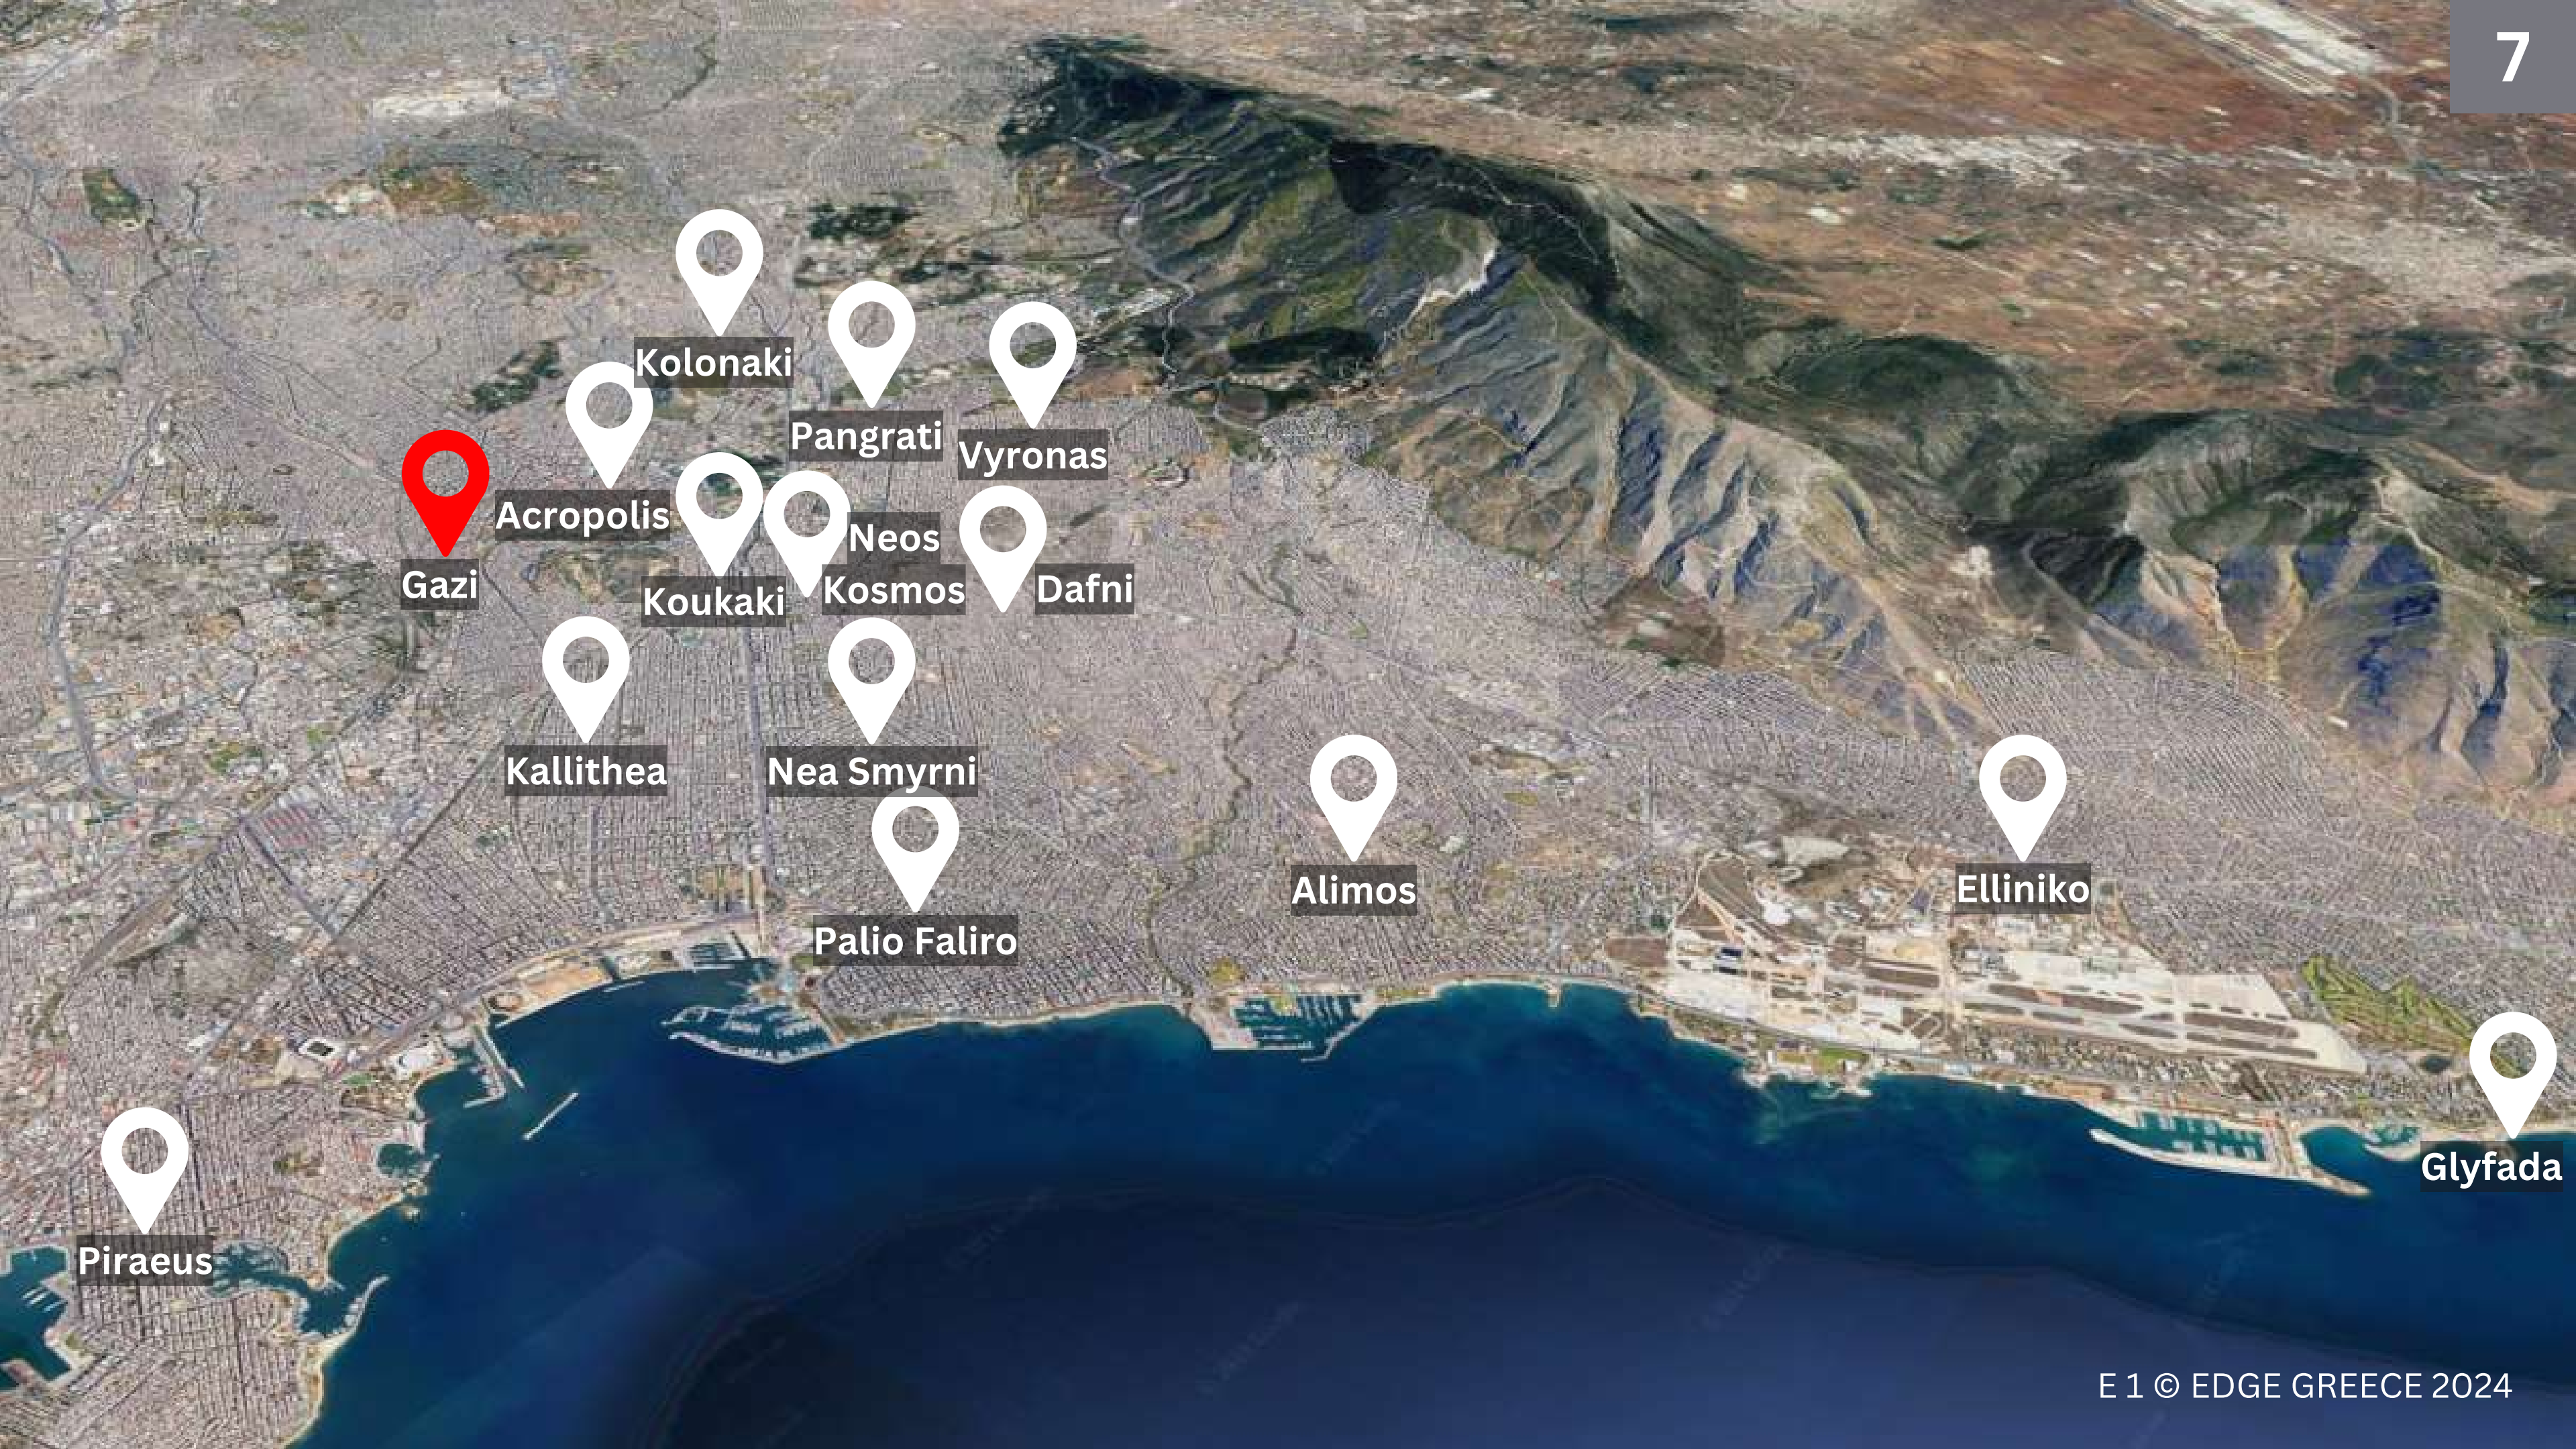 7
Kolonaki
Pangrati
Vyronas
Acropolis
Neos
Kosmos
Gazi
Koukaki
Dafni
Kallithea
Nea Smyrni
Alimos
Elliniko
Palio Faliro
Glyfada
Piraeus
E 1 © EDGE GREECE 2024